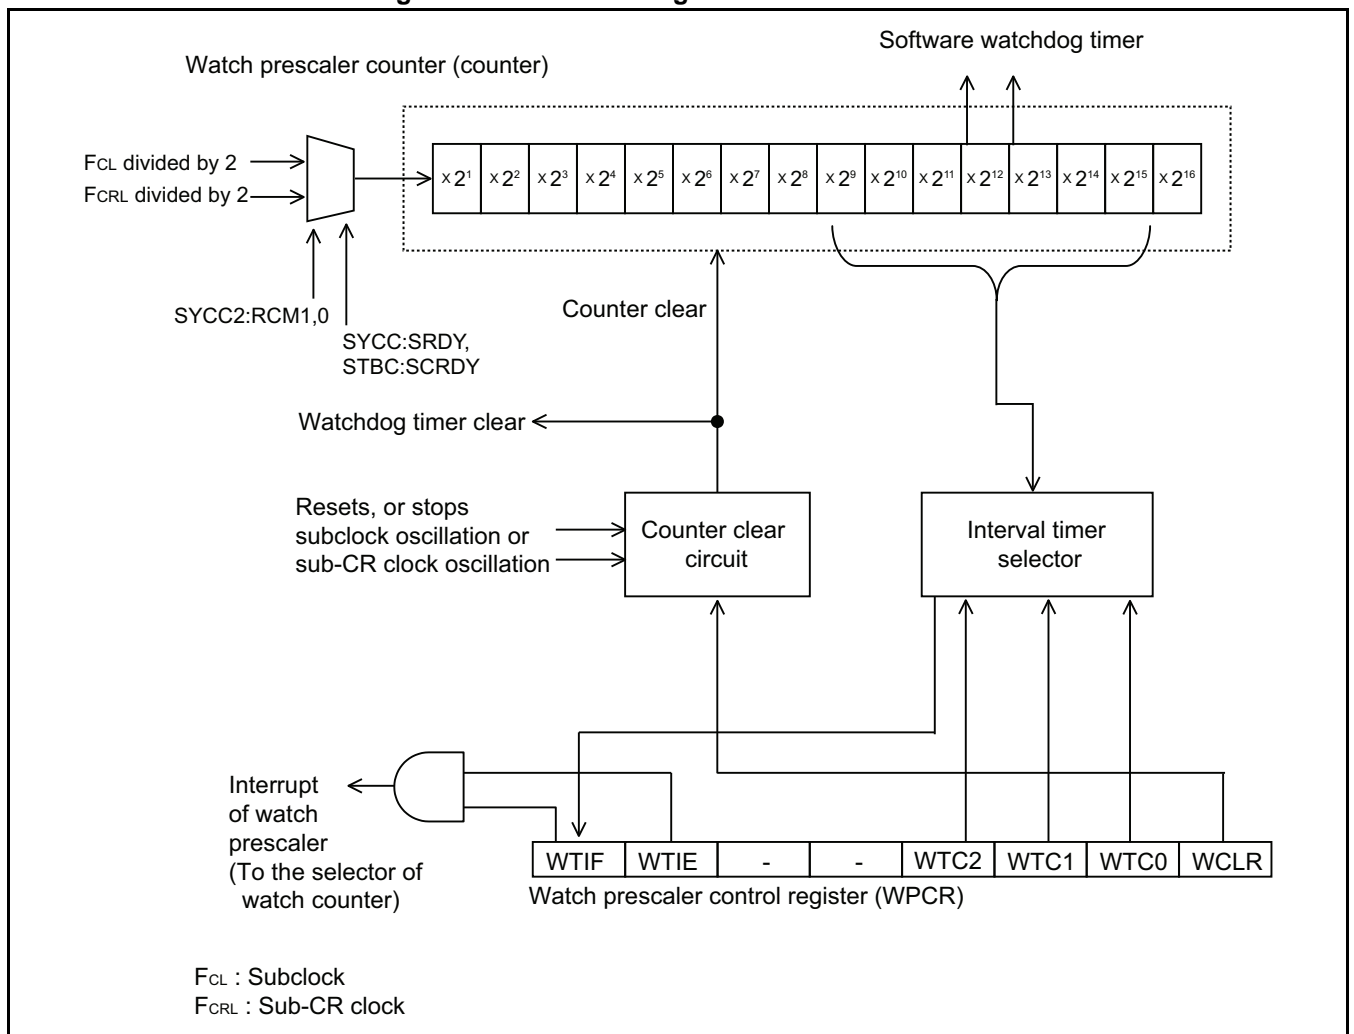 Software watchdog timer
Watch prescaler counter (counter)
FCL divided by 2
FCRL divided by 2
x 2¹ x 2² x 2³ x 2⁴ x 2⁵ x 2⁶ x 2⁷ x 2⁸ x 2⁹ x 2¹⁰ x 2¹¹ x 2¹² x 2¹³ x 2¹⁴ x 2¹⁵ x 2¹⁶
SYCC2:RCM1,0
SYCC:SRDY,
STBC:SCRDY
Counter clear
Watchdog timer clear
Resets, or stops
subclock oscillation or
sub-CR clock oscillation
Counter clear
circuit
Interval timer
selector
Interrupt
of watch
prescaler
(To the selector of
watch counter)
WTIF WTIE - - WTC2 WTC1 WTC0 WCLR
Watch prescaler control register (WPCR)
FCL : Subclock
FCRL : Sub-CR clock